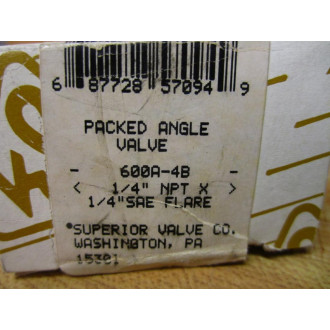 6 87728 57094 9
PACKED ANGLE
VALVE
- 600A-4B -
< 1/4" NPT X >
1/4"SAE FLARE
*SUPERIOR VALVE CO.
WASHINGTON, PA
15301